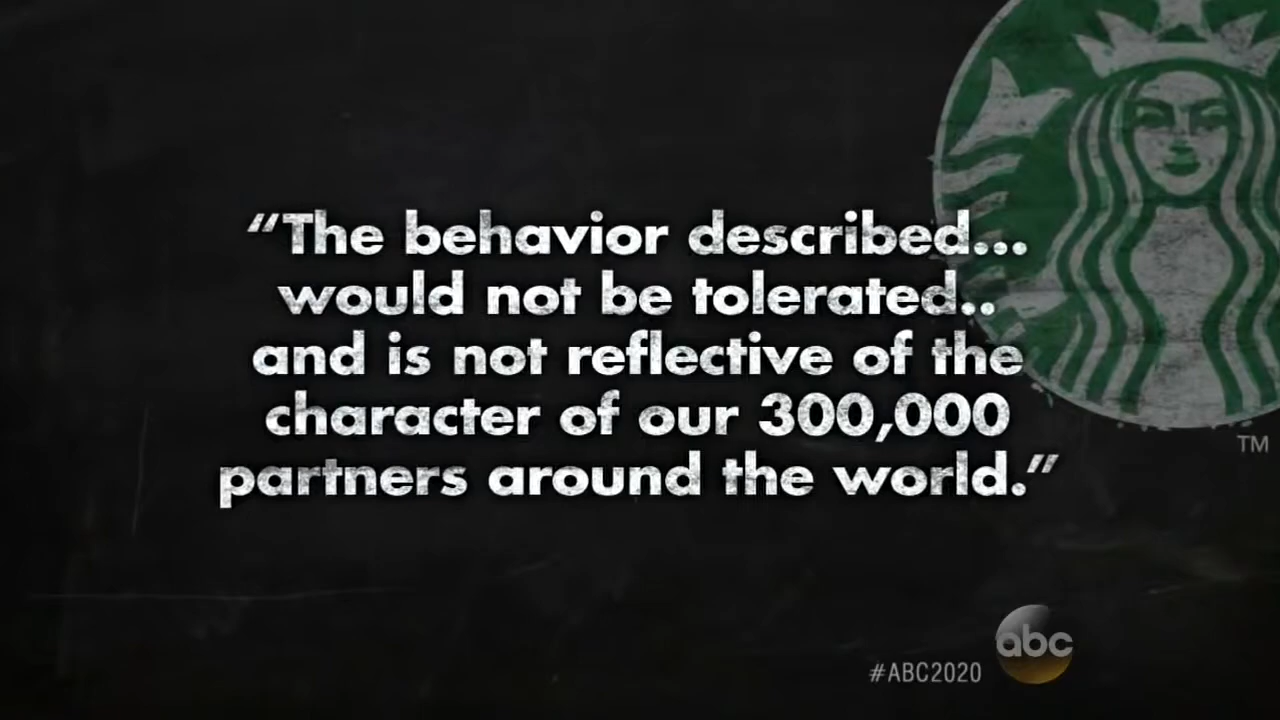 “The behavior described...
would not be tolerated..
and is not reflective of the
character of our 300,000
partners around the world.”
TM
#ABC2020
abc